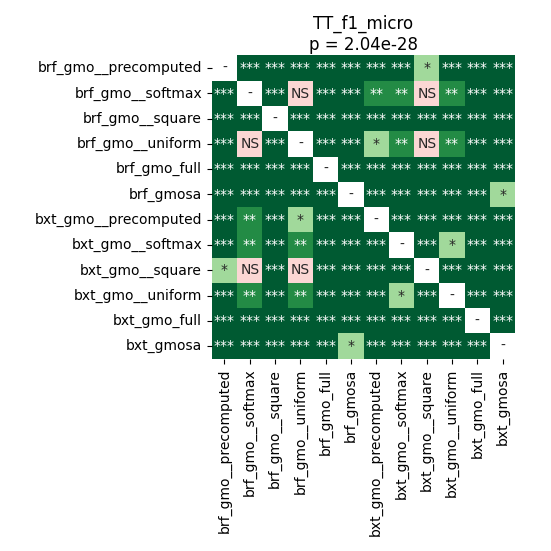 TT_f1_micro
p = 2.04e-28
brf_gmo__precomputed - *** *** *** *** *** *** *** * *** *** ***
brf_gmo__softmax *** - *** NS *** *** ** ** NS ** *** ***
brf_gmo__square *** *** - *** *** *** *** *** *** *** *** ***
brf_gmo__uniform *** NS *** - *** *** * ** NS ** *** ***
brf_gmo_full *** *** *** *** - *** *** *** *** *** *** ***
brf_gmosa *** *** *** *** *** - *** *** *** *** *** *
bxt_gmo__precomputed *** ** *** * *** *** - *** *** *** *** ***
bxt_gmo__softmax *** ** *** ** *** *** *** - *** * *** ***
bxt_gmo__square * NS *** NS *** *** *** *** - *** *** ***
bxt_gmo__uniform *** ** *** ** *** *** *** * *** - *** ***
bxt_gmo_full *** *** *** *** *** *** *** *** *** *** - ***
bxt_gmosa *** *** *** *** *** * *** *** *** *** *** -
brf_gmo__precomputed
brf_gmo__softmax
brf_gmo__square
brf_gmo__uniform
brf_gmo_full
brf_gmosa
bxt_gmo__precomputed
bxt_gmo__softmax
bxt_gmo__square
bxt_gmo__uniform
bxt_gmo_full
bxt_gmosa